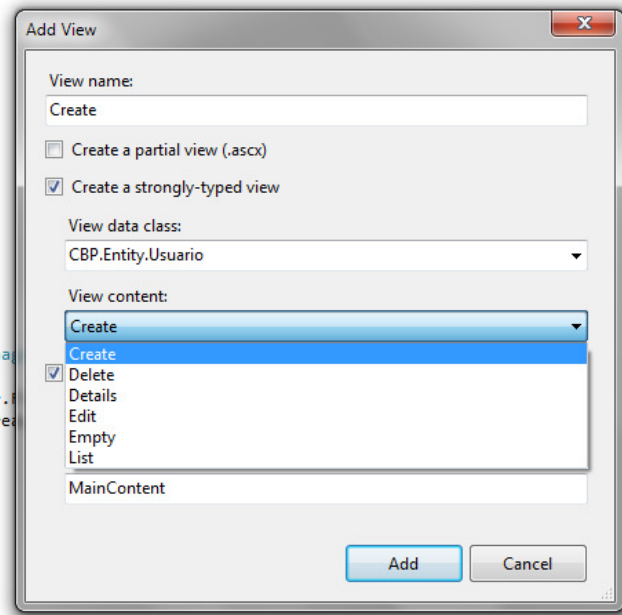 Add View
View name:
Create
Create a partial view (.ascx)
Create a strongly-typed view
View data class:
CBP.Entity.Usuario
View content:
Create
Create
Delete
Details
Edit
Empty
List
MainContent
Add Cancel